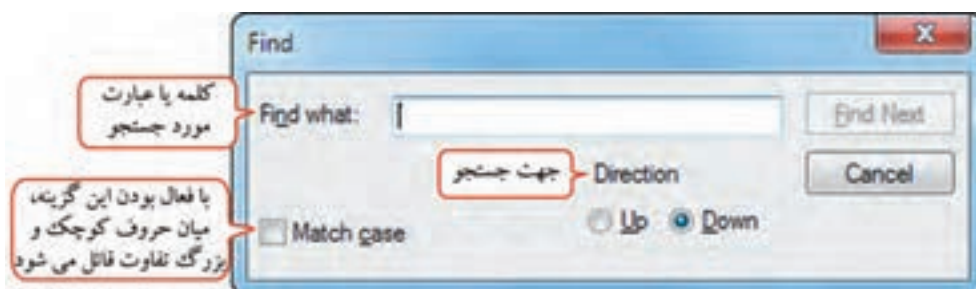 Find
کلمه یا عبارت
مورد جستجو
Find what:
Find Next
جهت جستجو
Direction
Cancel
با فعال بودن این گزینه،
میان حروف کوچک و
بزرگ تفاوت قائل می شود
Match case
Up
Down